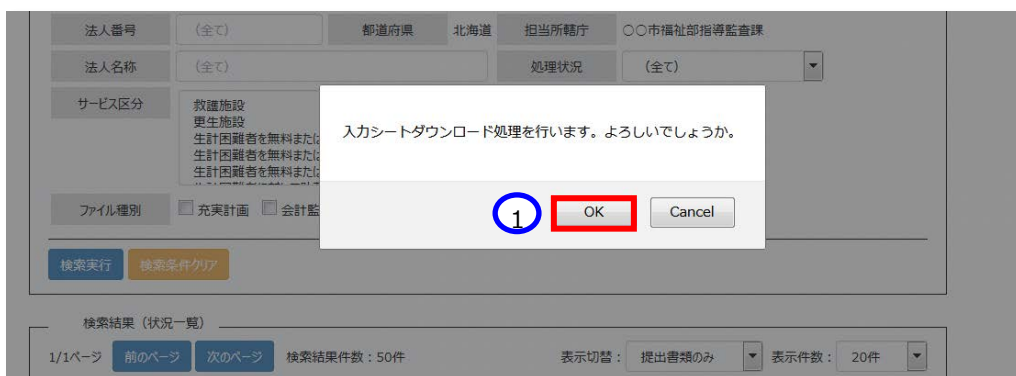 法人番号 (全て) 都道府県 北海道 担当所轄庁 〇〇市福祉部指導監査課
法人名称 (全て) 処理状況 (全て)
サービス区分 救護施設
更生施設
生計困難者を無料または
生計困難者を無料または
生計困難者を無料または
入力シートダウンロード処理を行います。よろしいでしょうか。
1 OK Cancel
ファイル種別 充実計画 会計監
検索実行 検索条件クリア
検索結果（状況一覧）
1/1ページ 前のページ 次のページ 検索結果件数：50件 表示切替： 提出書類のみ 表示件数： 20件